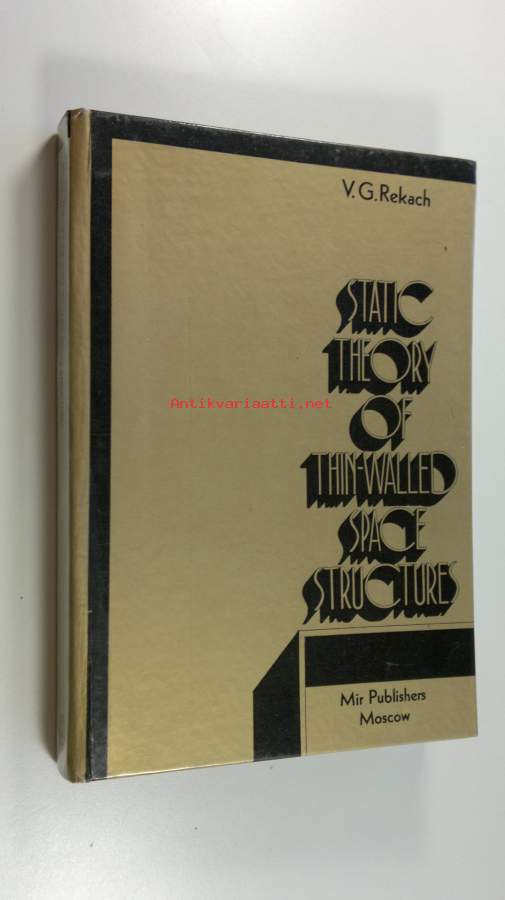 V.G.Rekach
STATIC
THEORY
OF
THIN-WALLED
SPACE
STRUCTURES
Antikvariaatti.net
Mir Publishers
Moscow